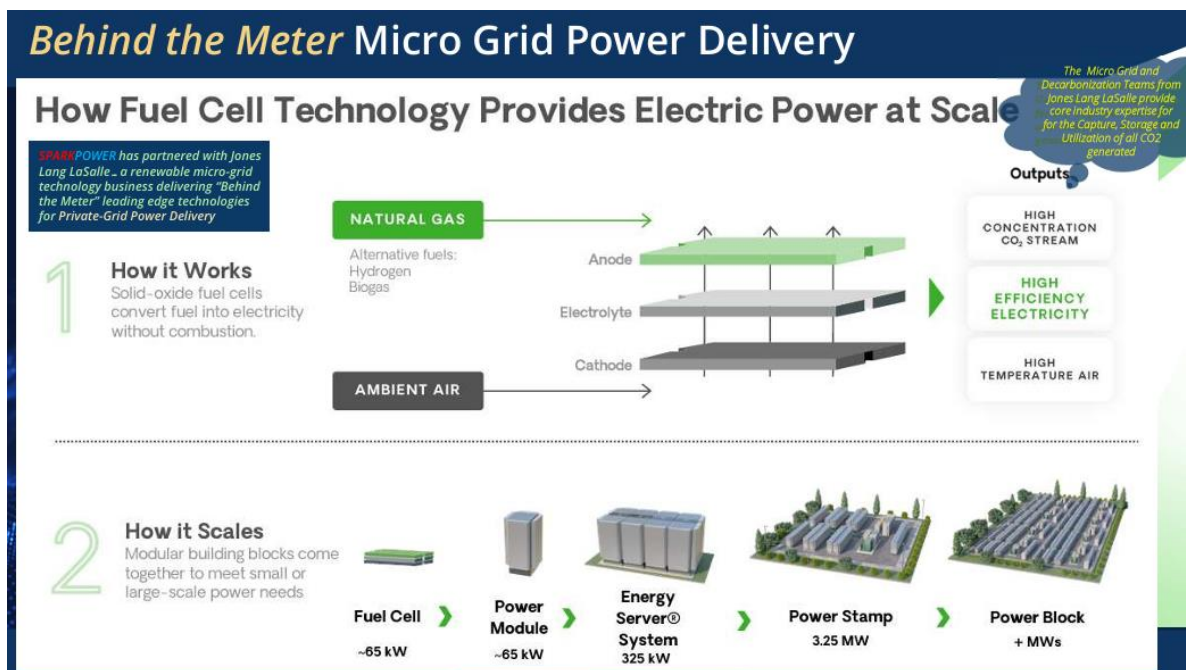 Behind the Meter Micro Grid Power Delivery
The Micro Grid and
Decarbonization Teams from
Jones Lang LaSalle provide
core industry expertise for
for the Capture, Storage and
Utilization of all CO2
generated
How Fuel Cell Technology Provides Electric Power at Scale
SPARKPOWER has partnered with Jones
Lang LaSalle – a renewable micro-grid
technology business delivering “Behind
the Meter” leading edge technologies
for Private-Grid Power Delivery
1
How it Works
Solid-oxide fuel cells
convert fuel into electricity
without combustion.
NATURAL GAS
Alternative fuels:
Hydrogen
Biogas
AMBIENT AIR
Anode
Electrolyte
Cathode
Outputs
HIGH
CONCENTRATION
CO₂ STREAM
HIGH
EFFICIENCY
ELECTRICITY
HIGH
TEMPERATURE AIR
2
How it Scales
Modular building blocks come
together to meet small or
large-scale power needs
Fuel Cell
~65 kW
Power
Module
~65 kW
Energy
Server®
System
325 kW
Power Stamp
3.25 MW
Power Block
+ MWs